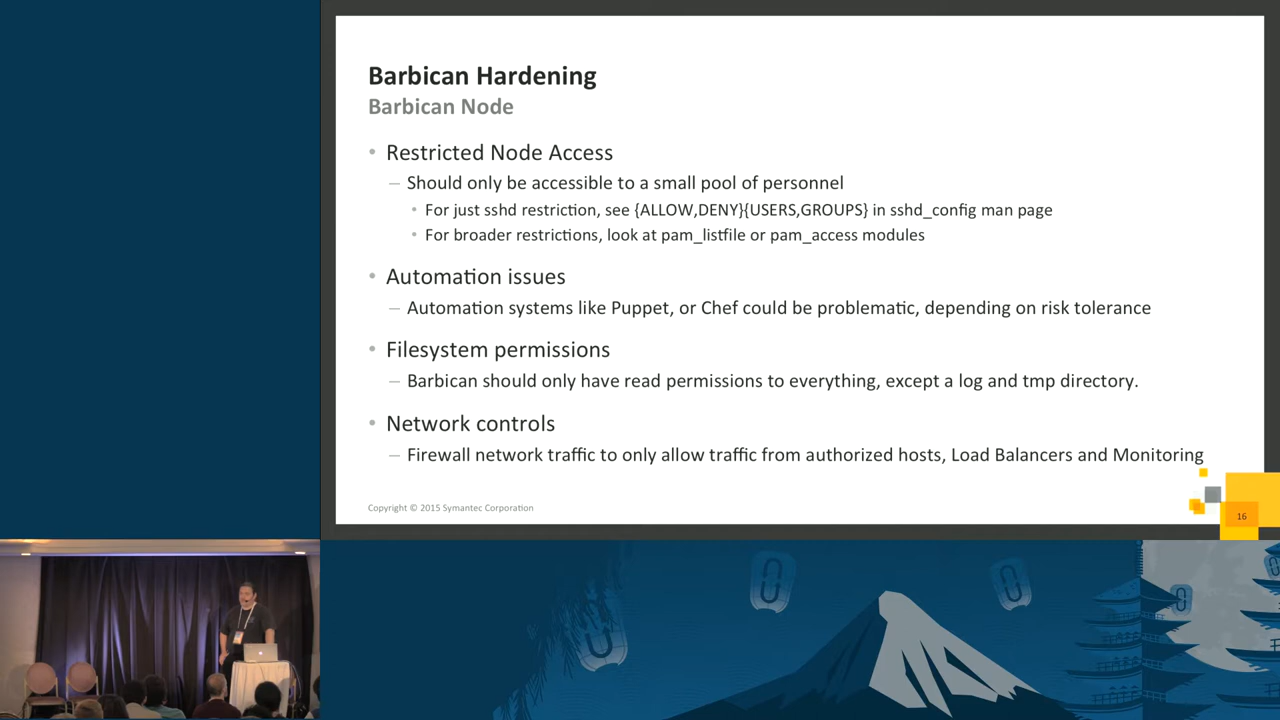 Barbican Hardening
Barbican Node
• Restricted Node Access
– Should only be accessible to a small pool of personnel
• For just sshd restriction, see {ALLOW,DENY}{USERS,GROUPS} in sshd_config man page
• For broader restrictions, look at pam_listfile or pam_access modules
• Automation issues
– Automation systems like Puppet, or Chef could be problematic, depending on risk tolerance
• Filesystem permissions
– Barbican should only have read permissions to everything, except a log and tmp directory.
• Network controls
– Firewall network traffic to only allow traffic from authorized hosts, Load Balancers and Monitoring
Copyright © 2015 Symantec Corporation
16